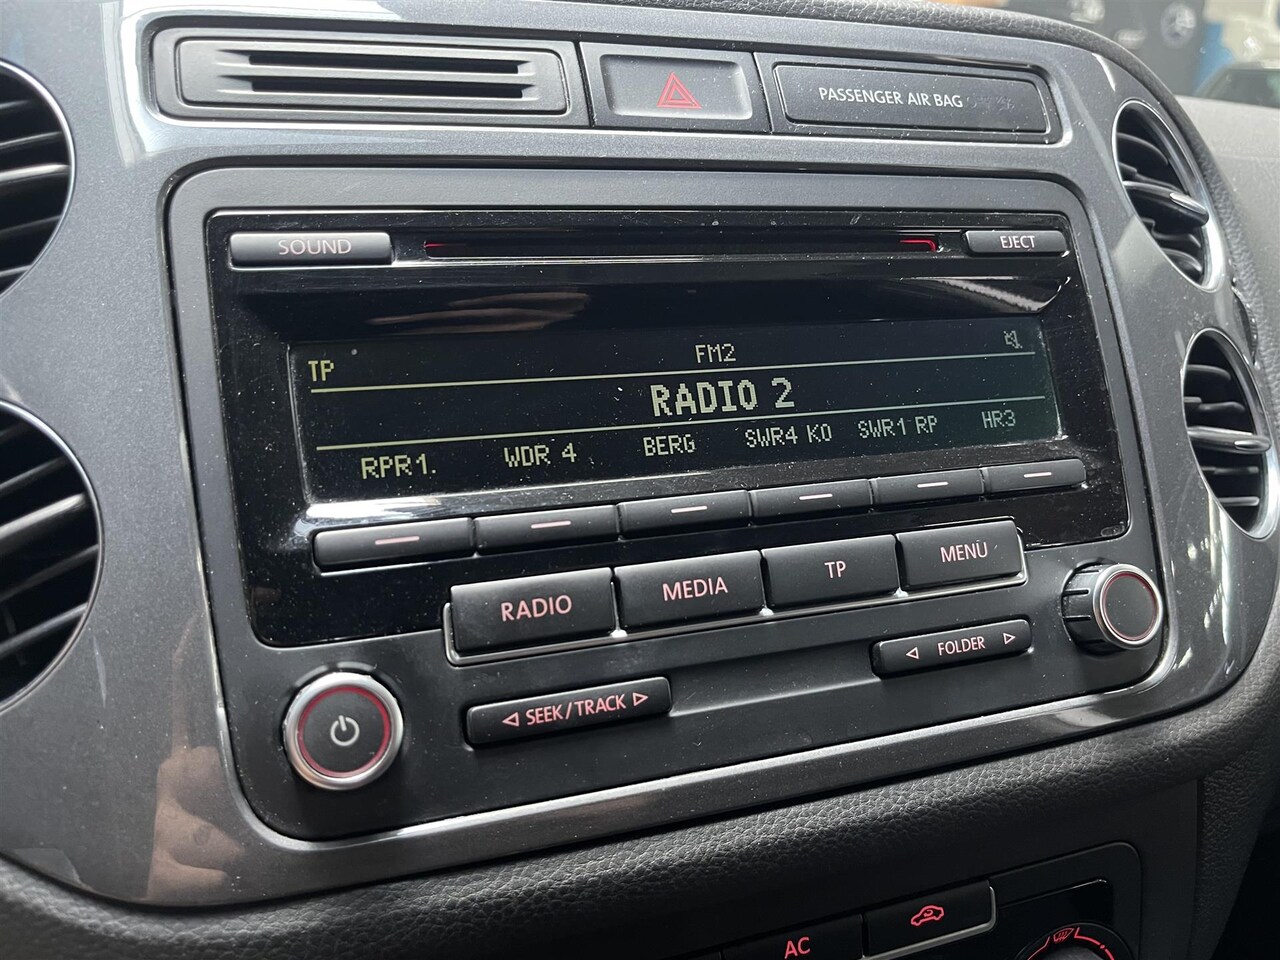 PASSENGER AIR BAG
SOUND
EJECT
TP
FM2
RADIO 2
RPR1.
WDR 4
BERG
SWR4 KO
SWR1 RP
HR3
RADIO
MEDIA
TP
MENU
SEEK/TRACK
FOLDER
AC